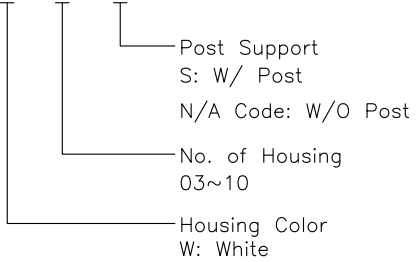 Post Support
S: W/ Post
N/A Code: W/O Post
No. of Housing
03~10
Housing Color
W: White